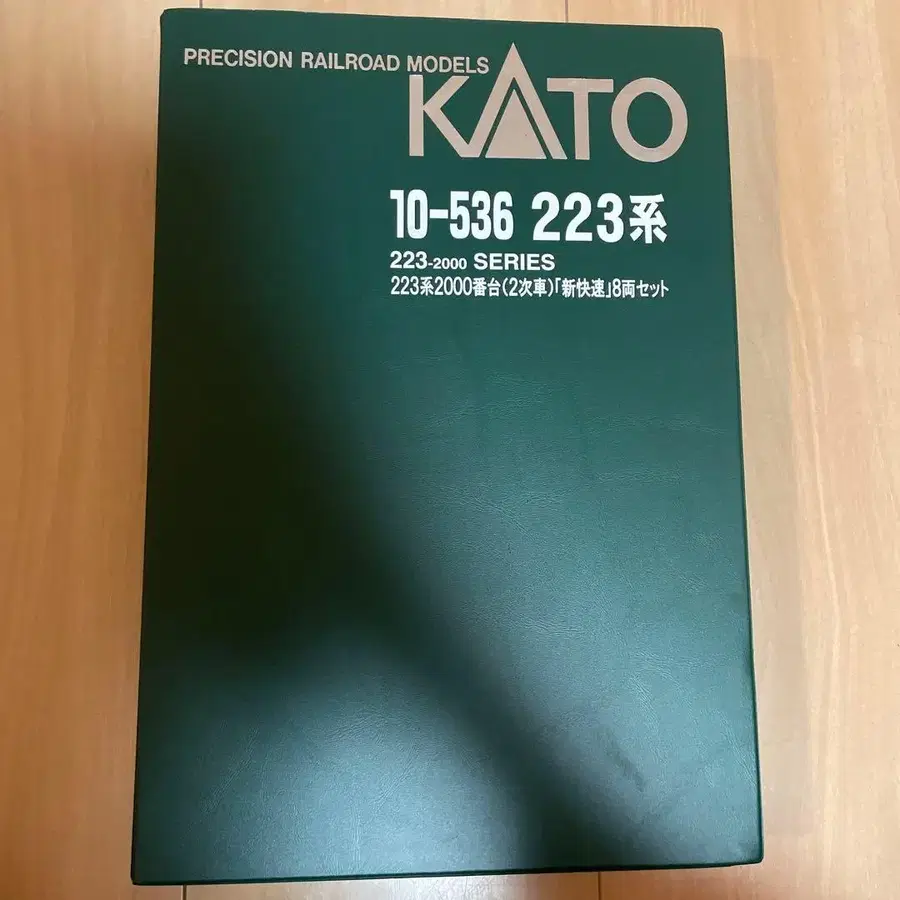 PRECISION RAILROAD MODELS
KATO
10-536 223系
223-2000 SERIES
223系2000番台(2次車)「新快速」8両セット